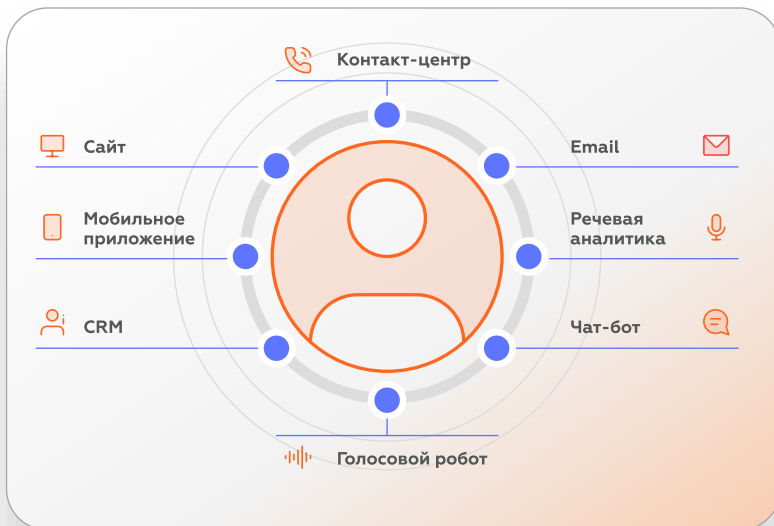 Контакт-центр
Сайт
Email
Мобильное
приложение
Речевая
аналитика
CRM
Чат-бот
Голосовой робот